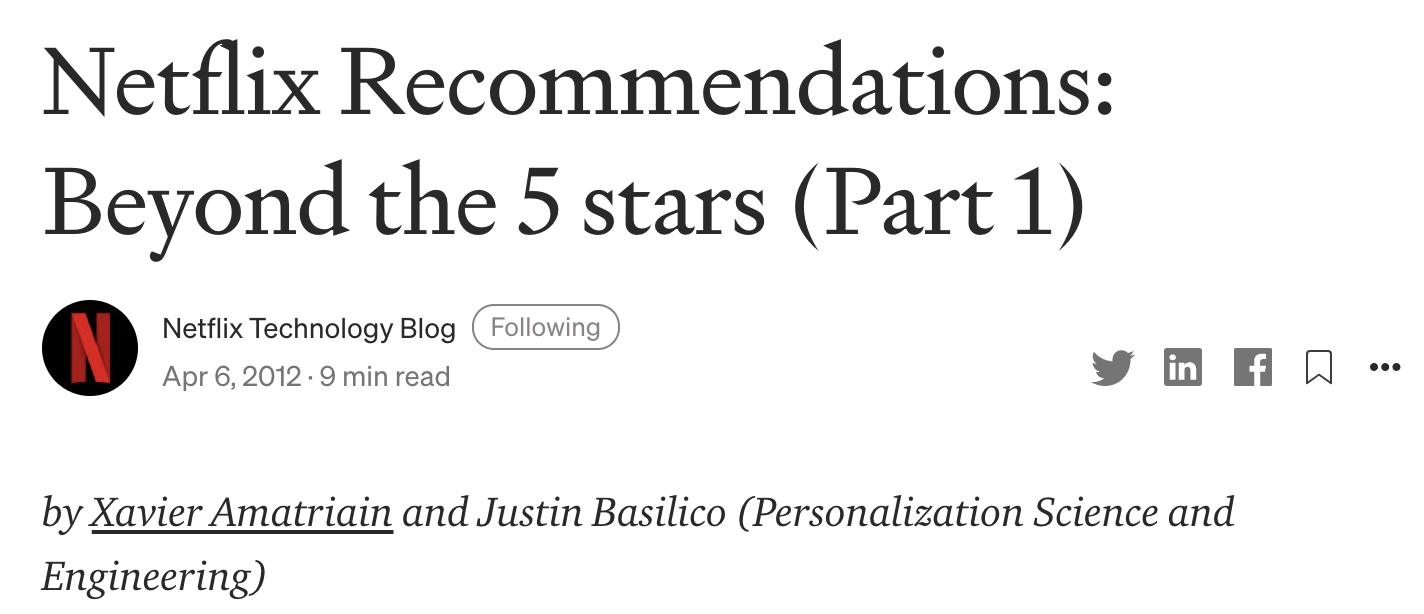 Netflix Recommendations:
Beyond the 5 stars (Part 1)
N
Netflix Technology Blog Following
Apr 6, 2012 · 9 min read
in f
by Xavier Amatriain and Justin Basilico (Personalization Science and
Engineering)